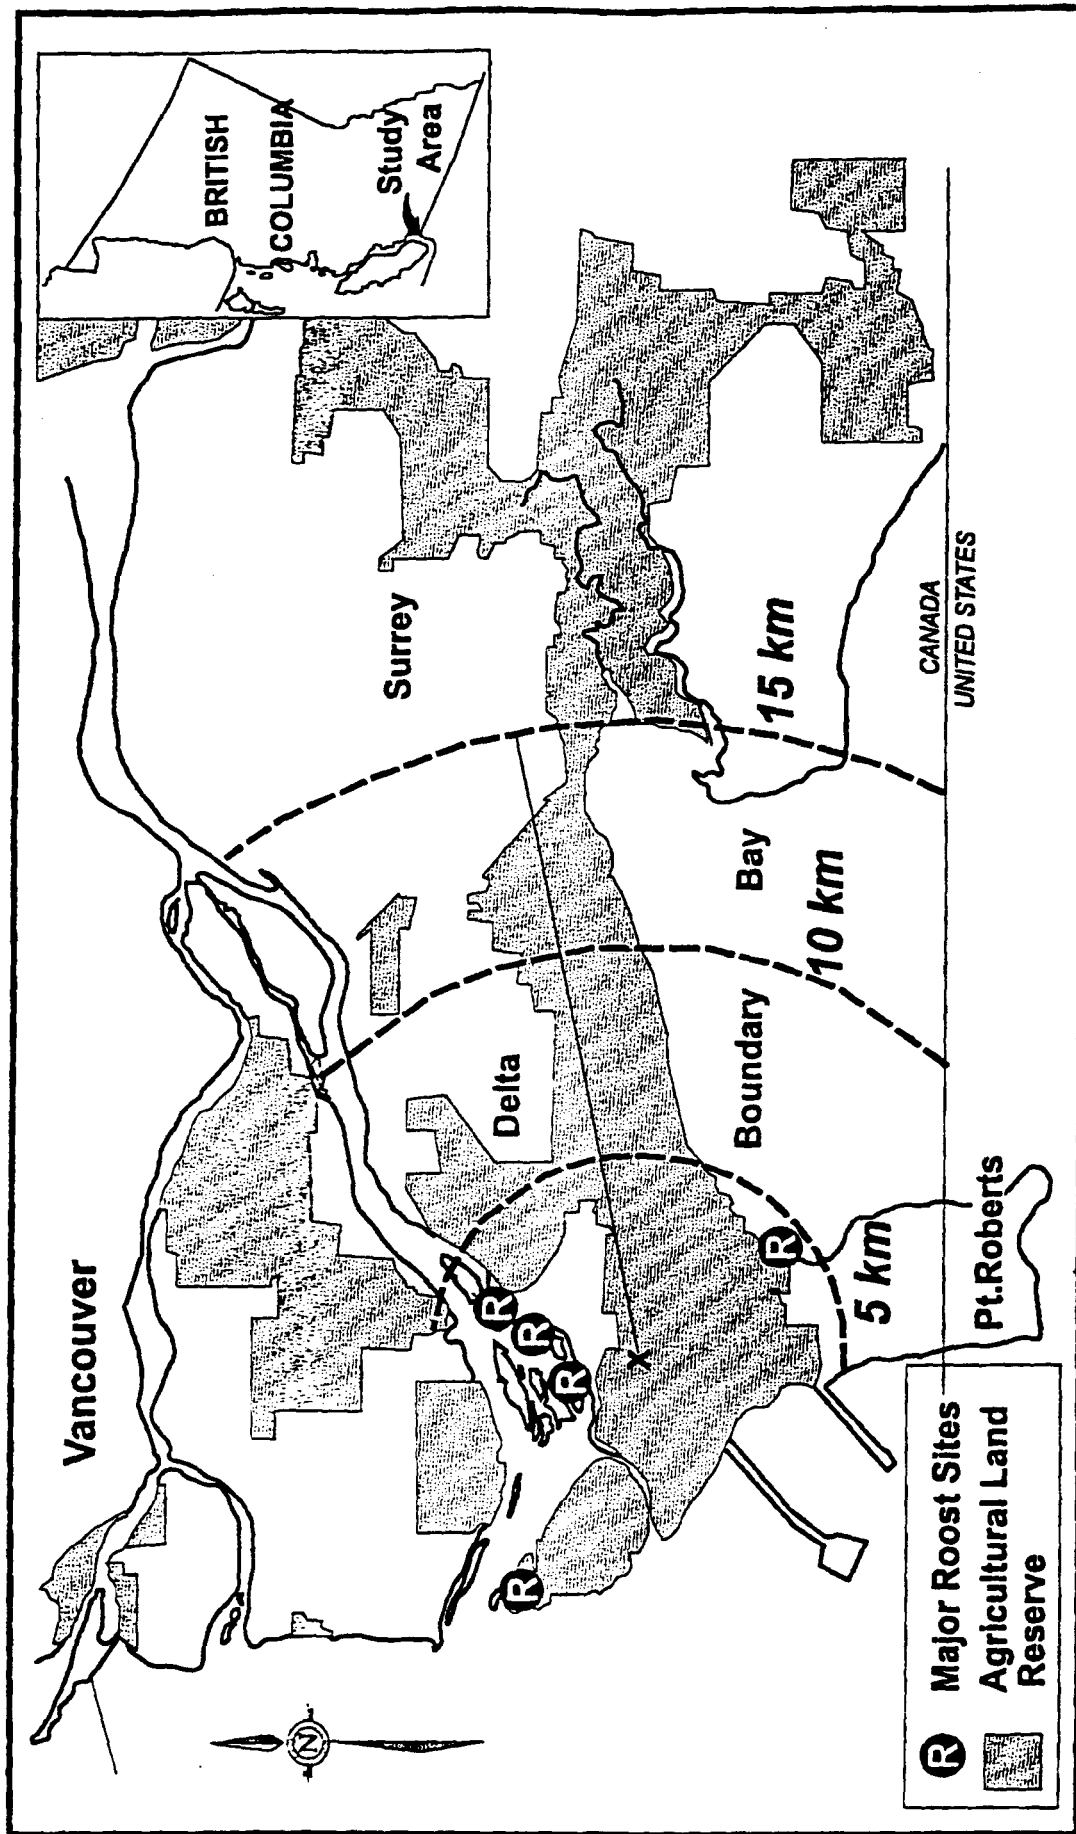 BRITISH
COLUMBIA
Study
Area
Vancouver
Surrey
Delta
Boundary
Bay
5 km
10 km
15 km
CANADA
UNITED STATES
Pt.Roberts
R
R
R
R
R
N
R Major Roost Sites
Agricultural Land
Reserve
X